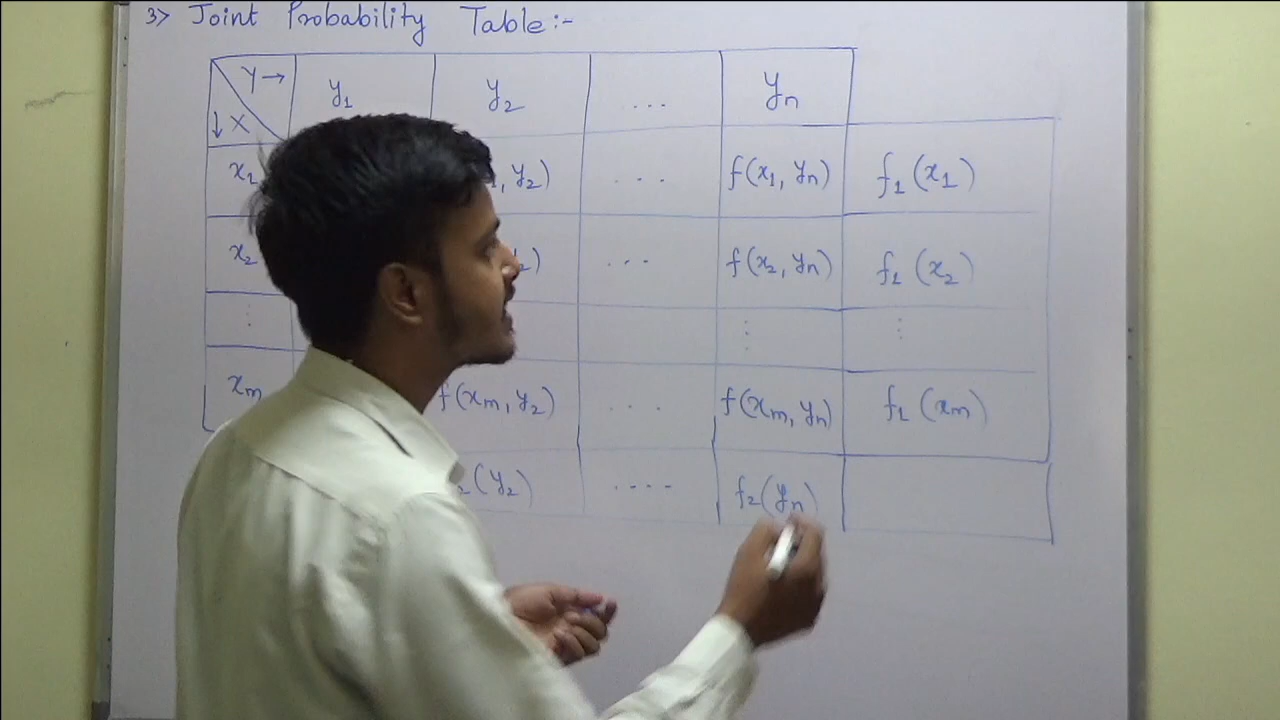 3> Joint Probability Table:-
Y→ y₁ y₂ ... yₙ
↓ X
x₁ , y₂) ... f(x₁, yₙ) f₁(x₁)
x₂ ) ... f(x₂, yₙ) f₁(x₂)
⋮ ⋮ ⋮
xₘ f(xₘ, y₂) .... f(xₘ, yₙ) f₁(xₘ)
₂(y₂) .... f₂(yₙ)